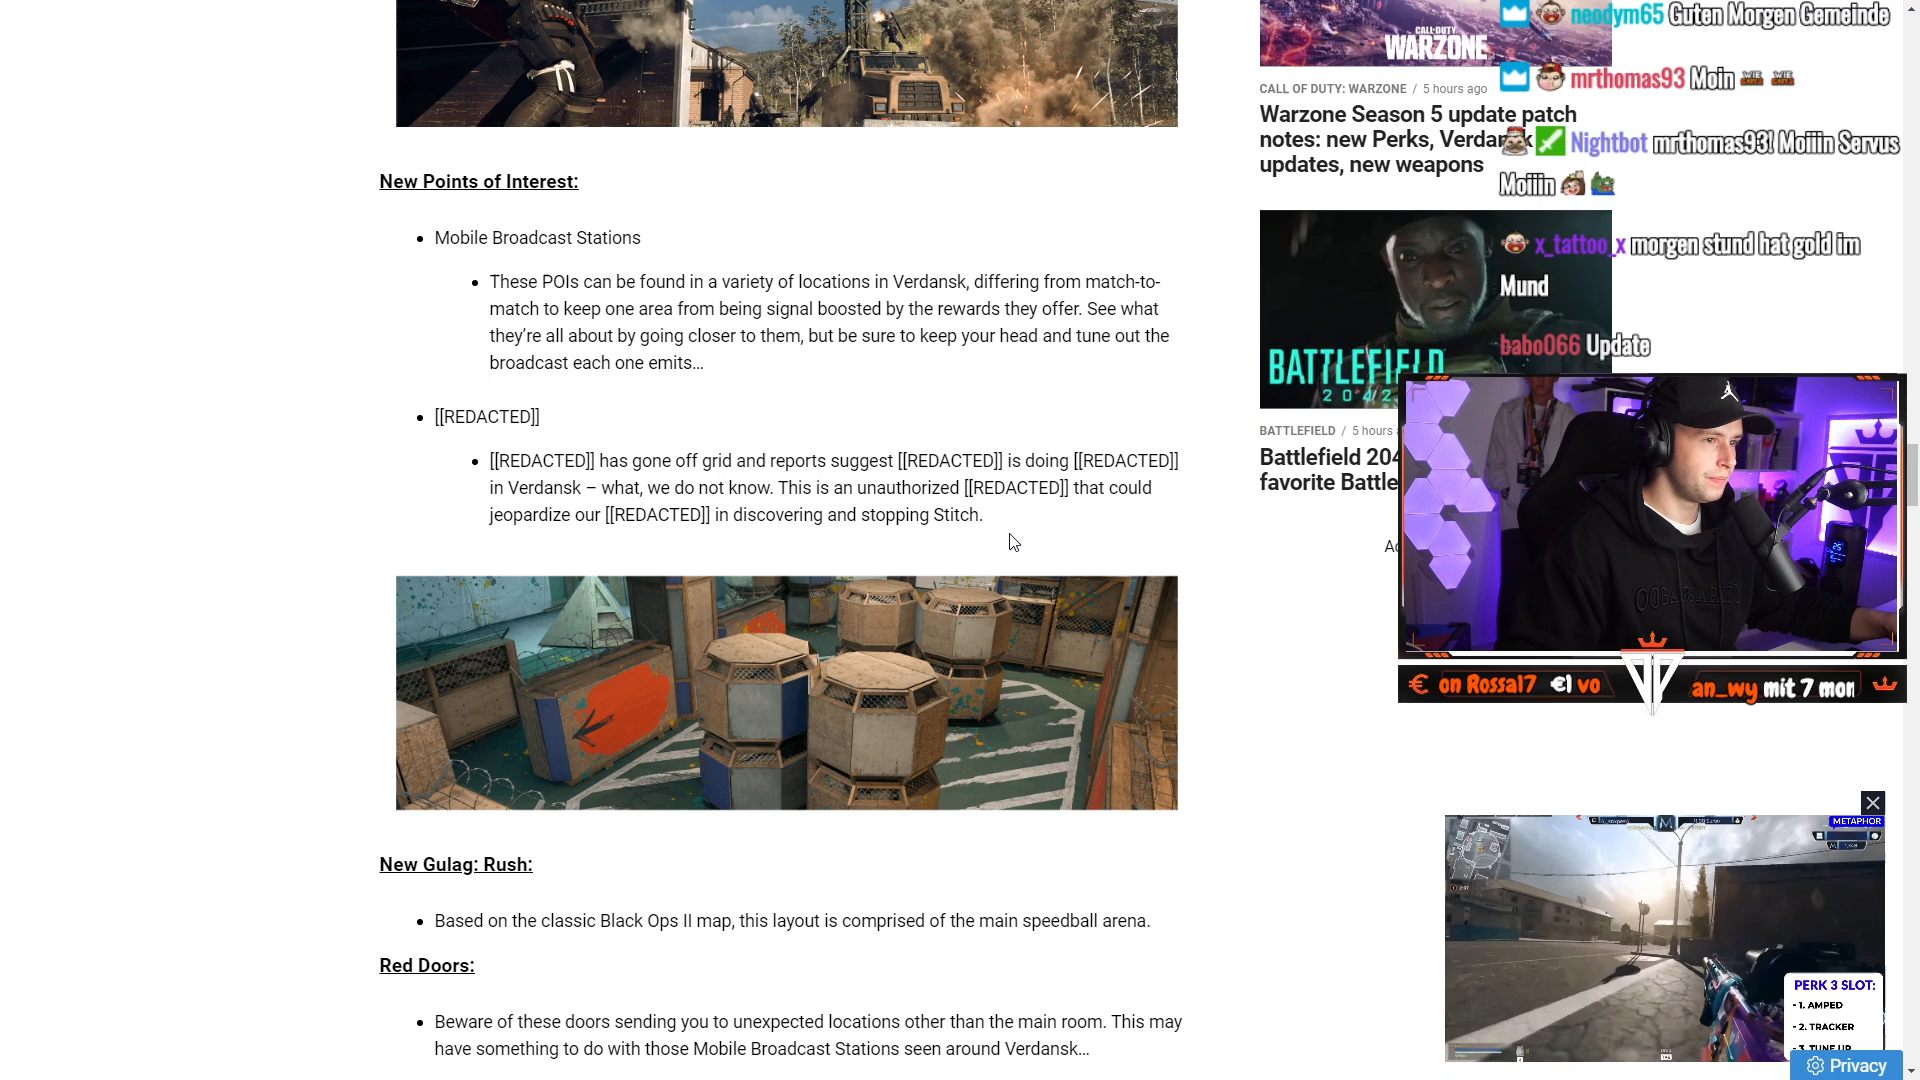 New Points of Interest:
Mobile Broadcast Stations
These POIs can be found in a variety of locations in Verdansk, differing from match-to-
match to keep one area from being signal boosted by the rewards they offer. See what
they're all about by going closer to them, but be sure to keep your head and tune out the
broadcast each one emits...
[[REDACTED]]
[[REDACTED]] has gone off grid and reports suggest [[REDACTED]] is doing [[REDACTED]]
in Verdansk – what, we do not know. This is an unauthorized [[REDACTED]] that could
jeopardize our [[REDACTED]] in discovering and stopping Stitch.
New Gulag: Rush:
Based on the classic Black Ops II map, this layout is comprised of the main speedball arena.
Red Doors:
Beware of these doors sending you to unexpected locations other than the main room. This may
have something to do with those Mobile Broadcast Stations seen around Verdansk...
CALL OF DUTY
WARZONE
CALL OF DUTY: WARZONE / 5 hours ago
Warzone Season 5 update patch
notes: new Perks, Verdansk
updates, new weapons
BATTLEFIELD
2042
BATTLEFIELD / 5 hours
Battlefield 204
favorite Battle
neodym65 Guten Morgen Gemeinde
mrthomas93 Moin
Nightbot mrthomas93! Moiiin Servus
Moiiin
x_tattoo_x morgen stund hat gold im
Mund
babo066 Update
€ on Rossa17 €1 vo
an_wy mit 7 mon
METAPHOR
PERK 3 SLOT:
- 1. AMPED
- 2. TRACKER
- 3. TUNE UP
Privacy